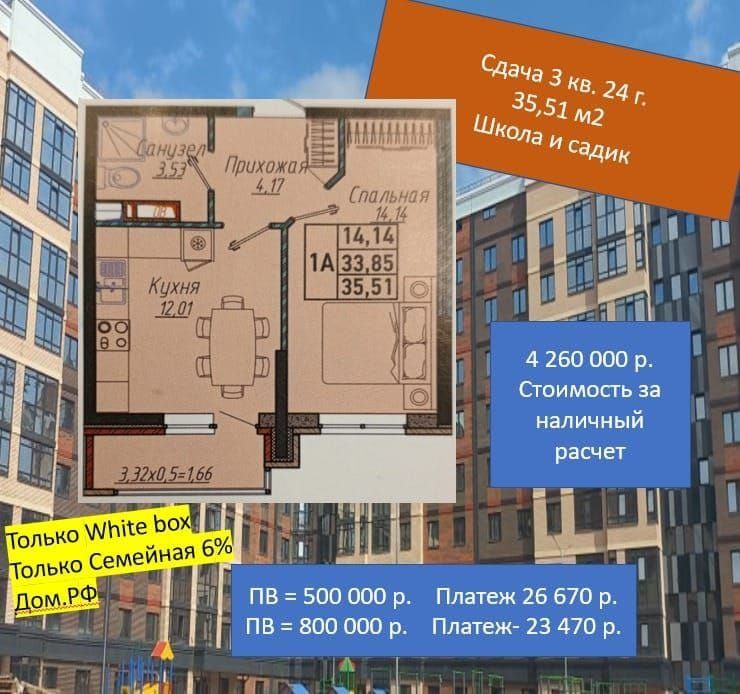 Сдача 3 кв. 24 г.
35,51 м2
Школа и садик
Санузел
3,53
Прихожая
4,17
Спальная
14,14
ОВ
14,14
1А 33,85
35,51
Кухня
12,01
3,32х0,5=1,66
4 260 000 р.
Стоимость за
наличный
расчет
Только White box
Только Семейная 6%
Дом.РФ
ПВ = 500 000 р. Платеж 26 670 р.
ПВ = 800 000 р. Платеж- 23 470 р.